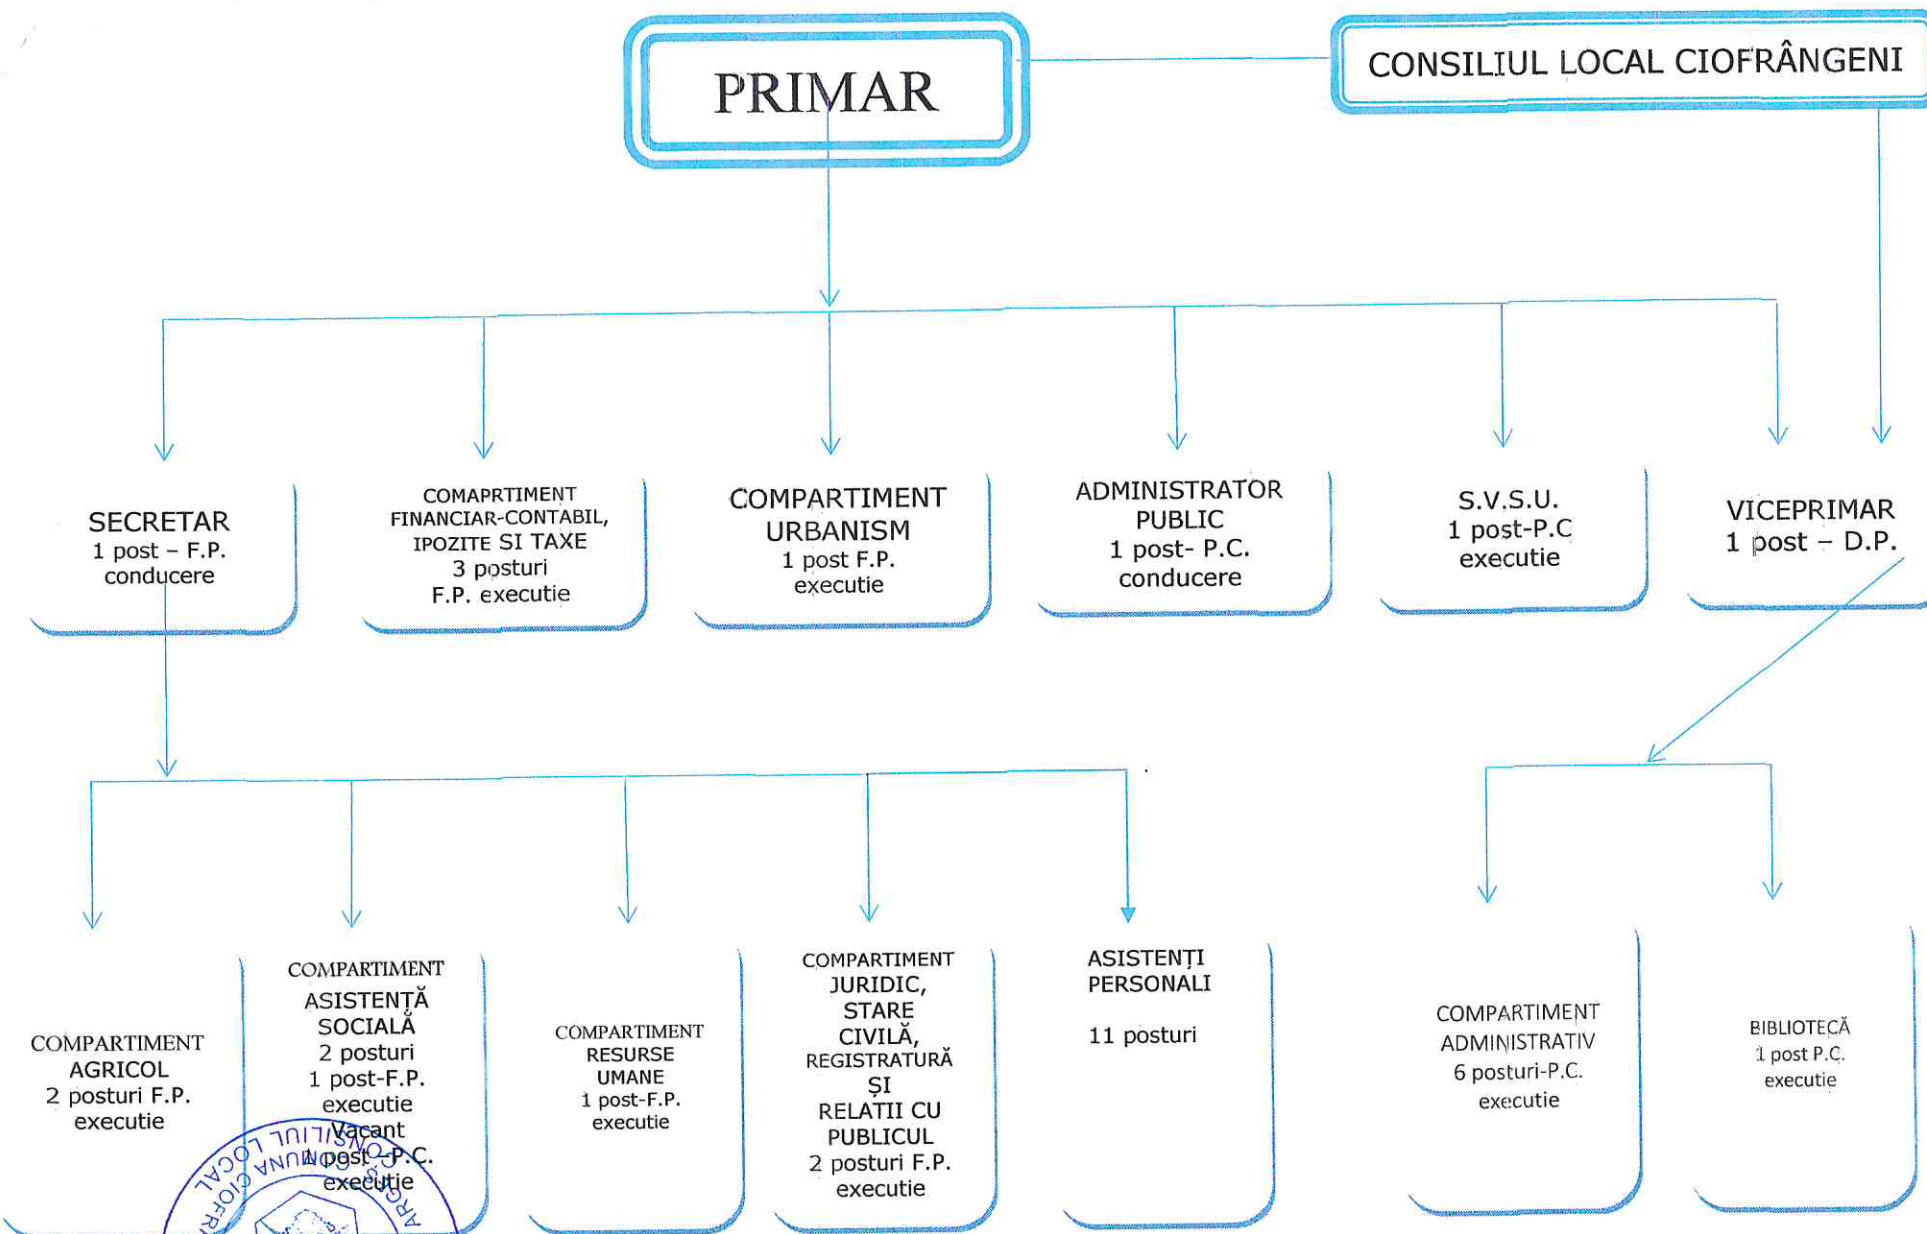 PRIMAR
CONSILIUL LOCAL CIOFRÂNGENI
SECRETAR
1 post – F.P.
conducere
COMAPRTIMENT
FINANCIAR-CONTABIL,
IPOZITE SI TAXE
3 posturi
F.P. executie
COMPARTIMENT
URBANISM
1 post F.P.
executie
ADMINISTRATOR
PUBLIC
1 post- P.C.
conducere
S.V.S.U.
1 post-P.C
executie
VICEPRIMAR
1 post – D.P.
COMPARTIMENT
AGRICOL
2 posturi F.P.
executie
COMPARTIMENT
ASISTENȚĂ
SOCIALĂ
2 posturi
1 post-F.P.
executie
Vacant
1 post –P.C.
executie
COMPARTIMENT
RESURSE
UMANE
1 post-F.P.
executie
COMPARTIMENT
JURIDIC,
STARE
CIVILĂ,
REGISTRATURĂ
ȘI
RELATII CU
PUBLICUL
2 posturi F.P.
executie
ASISTENȚI
PERSONALI
11 posturi
COMPARTIMENT
ADMINISTRATIV
6 posturi-P.C.
executie
BIBLIOTECĂ
1 post P.C.
executie
CONSILIUL LOCAL
COMUNA